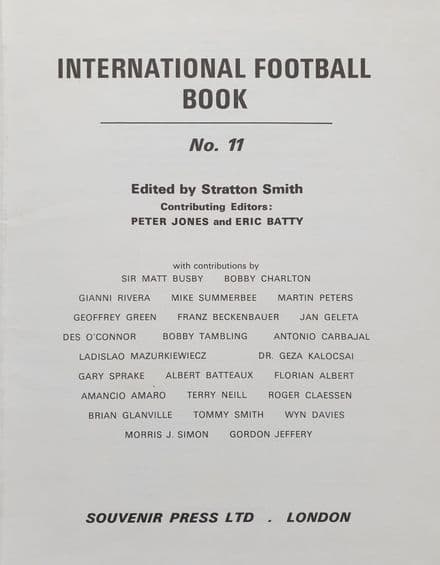 INTERNATIONAL FOOTBALL
BOOK
No. 11
Edited by Stratton Smith
Contributing Editors:
PETER JONES and ERIC BATTY
with contributions by
SIR MATT BUSBY BOBBY CHARLTON
GIANNI RIVERA MIKE SUMMERBEE MARTIN PETERS
GEOFFREY GREEN FRANZ BECKENBAUER JAN GELETA
DES O'CONNOR BOBBY TAMBLING ANTONIO CARBAJAL
LADISLAO MAZURKIEWECZ DR. GEZA KALOCSAI
GARY SPRAKE ALBERT BATTEAUX FLORIAN ALBERT
AMANCIO AMARO TERRY NEILL ROGER CLAESSEN
BRIAN GLANVILLE TOMMY SMITH WYN DAVIES
MORRIS J. SIMON GORDON JEFFERY
SOUVENIR PRESS LTD . LONDON